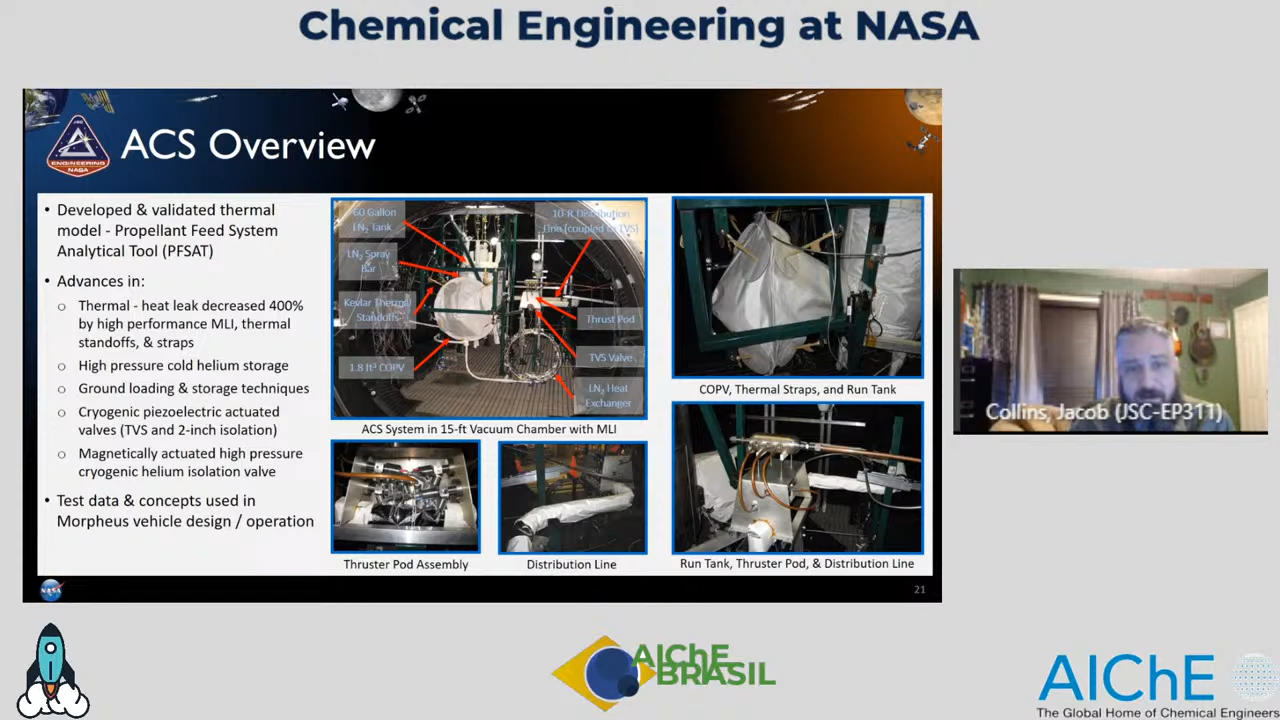 Chemical Engineering at NASA
ENGINEERING
NASA
ACS Overview
• Developed & validated thermal
model - Propellant Feed System
Analytical Tool (PFSAT)
• Advances in:
o Thermal - heat leak decreased 400%
by high performance MLI, thermal
standoffs, & straps
o High pressure cold helium storage
o Ground loading & storage techniques
o Cryogenic piezoelectric actuated
valves (TVS and 2-inch isolation)
o Magnetically actuated high pressure
cryogenic helium isolation valve
• Test data & concepts used in
Morpheus vehicle design / operation
60 Gallon
LN₂ Tank
LN₂ Spray
Bar
Kevlar Thermal
Standoffs
1.8 ft³ COPV
Line (coupled to TVS)
Thrust Pod
TVS Valve
LN₂ Heat
Exchanger
ACS System in 15-ft Vacuum Chamber with MLI
Thruster Pod Assembly
Distribution Line
COPV, Thermal Straps, and Run Tank
Run Tank, Thruster Pod, & Distribution Line
NASA
21
Collins, Jacob (JSC-EP311)
AIChE
BRASIL
AIChE
The Global Home of Chemical Engineers